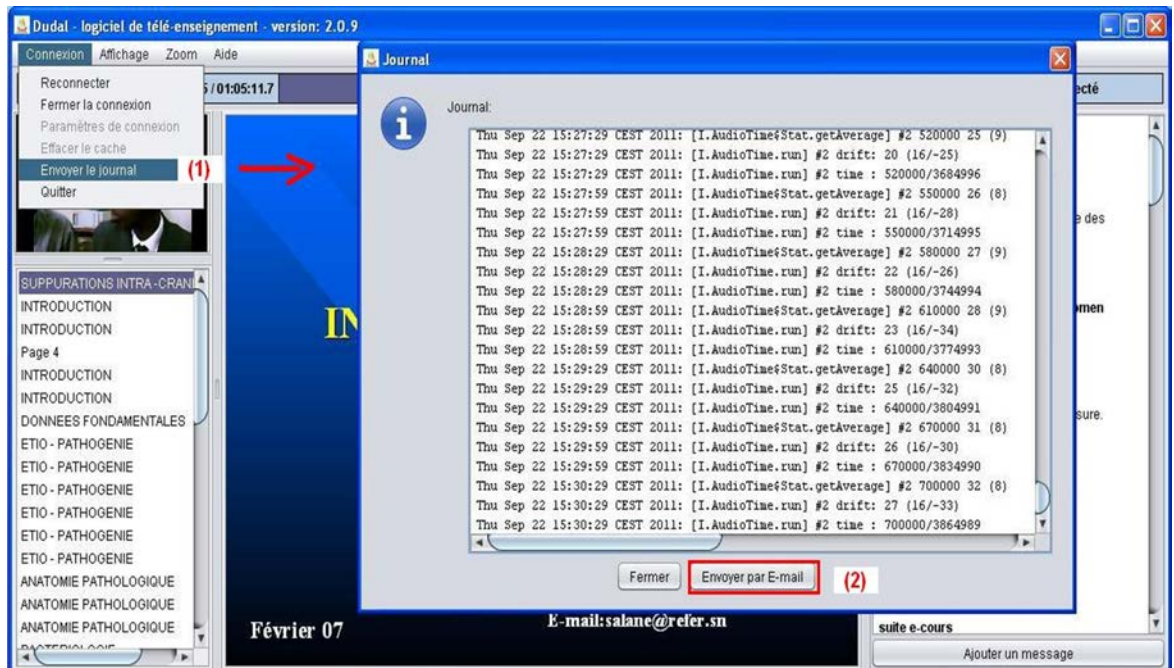 Dudal - logiciel de télé-enseignement - version: 2.0.9
Connexion Affichage Zoom Aide
Reconnecter
Fermer la connexion
Paramètres de connexion
Effacer le cache
Envoyer le journal
Quitter
(1)
/ 01:05:11.7
ecté
SUPPURATIONS INTRA-CRAN
INTRODUCTION
INTRODUCTION
Page 4
INTRODUCTION
INTRODUCTION
DONNEES FONDAMENTALES
ETIO - PATHOGENIE
ETIO - PATHOGENIE
ETIO - PATHOGENIE
ETIO - PATHOGENIE
ETIO - PATHOGENIE
ETIO - PATHOGENIE
ANATOMIE PATHOLOGIQUE
ANATOMIE PATHOLOGIQUE
ANATOMIE PATHOLOGIQUE
IN
Février 07
E-mail:salane@refer.sn
Journal
Journal:
Thu Sep 22 15:27:29 CEST 2011: [I.AudioTime$Stat.getAverage] #2 520000 25 (9)
Thu Sep 22 15:27:29 CEST 2011: [I.AudioTime.run] #2 drift: 20 (16/-25)
Thu Sep 22 15:27:29 CEST 2011: [I.AudioTime.run] #2 time : 520000/3684996
Thu Sep 22 15:27:59 CEST 2011: [I.AudioTime$Stat.getAverage] #2 550000 26 (8)
Thu Sep 22 15:27:59 CEST 2011: [I.AudioTime.run] #2 drift: 21 (16/-28)
Thu Sep 22 15:27:59 CEST 2011: [I.AudioTime.run] #2 time : 550000/3714995
Thu Sep 22 15:28:29 CEST 2011: [I.AudioTime$Stat.getAverage] #2 580000 27 (9)
Thu Sep 22 15:28:29 CEST 2011: [I.AudioTime.run] #2 drift: 22 (16/-26)
Thu Sep 22 15:28:29 CEST 2011: [I.AudioTime.run] #2 time : 580000/3744994
Thu Sep 22 15:28:59 CEST 2011: [I.AudioTime$Stat.getAverage] #2 610000 28 (9)
Thu Sep 22 15:28:59 CEST 2011: [I.AudioTime.run] #2 drift: 23 (16/-34)
Thu Sep 22 15:28:59 CEST 2011: [I.AudioTime.run] #2 time : 610000/3774993
Thu Sep 22 15:29:29 CEST 2011: [I.AudioTime$Stat.getAverage] #2 640000 30 (8)
Thu Sep 22 15:29:29 CEST 2011: [I.AudioTime.run] #2 drift: 25 (16/-32)
Thu Sep 22 15:29:29 CEST 2011: [I.AudioTime.run] #2 time : 640000/3804991
Thu Sep 22 15:29:59 CEST 2011: [I.AudioTime$Stat.getAverage] #2 670000 31 (8)
Thu Sep 22 15:29:59 CEST 2011: [I.AudioTime.run] #2 drift: 26 (16/-30)
Thu Sep 22 15:29:59 CEST 2011: [I.AudioTime.run] #2 time : 670000/3834990
Thu Sep 22 15:30:29 CEST 2011: [I.AudioTime$Stat.getAverage] #2 700000 32 (8)
Thu Sep 22 15:30:29 CEST 2011: [I.AudioTime.run] #2 drift: 27 (16/-33)
Thu Sep 22 15:30:29 CEST 2011: [I.AudioTime.run] #2 time : 700000/3864989
Fermer Envoyer par E-mail (2)
e des
omen
sure.
suite e-cours
Ajouter un message